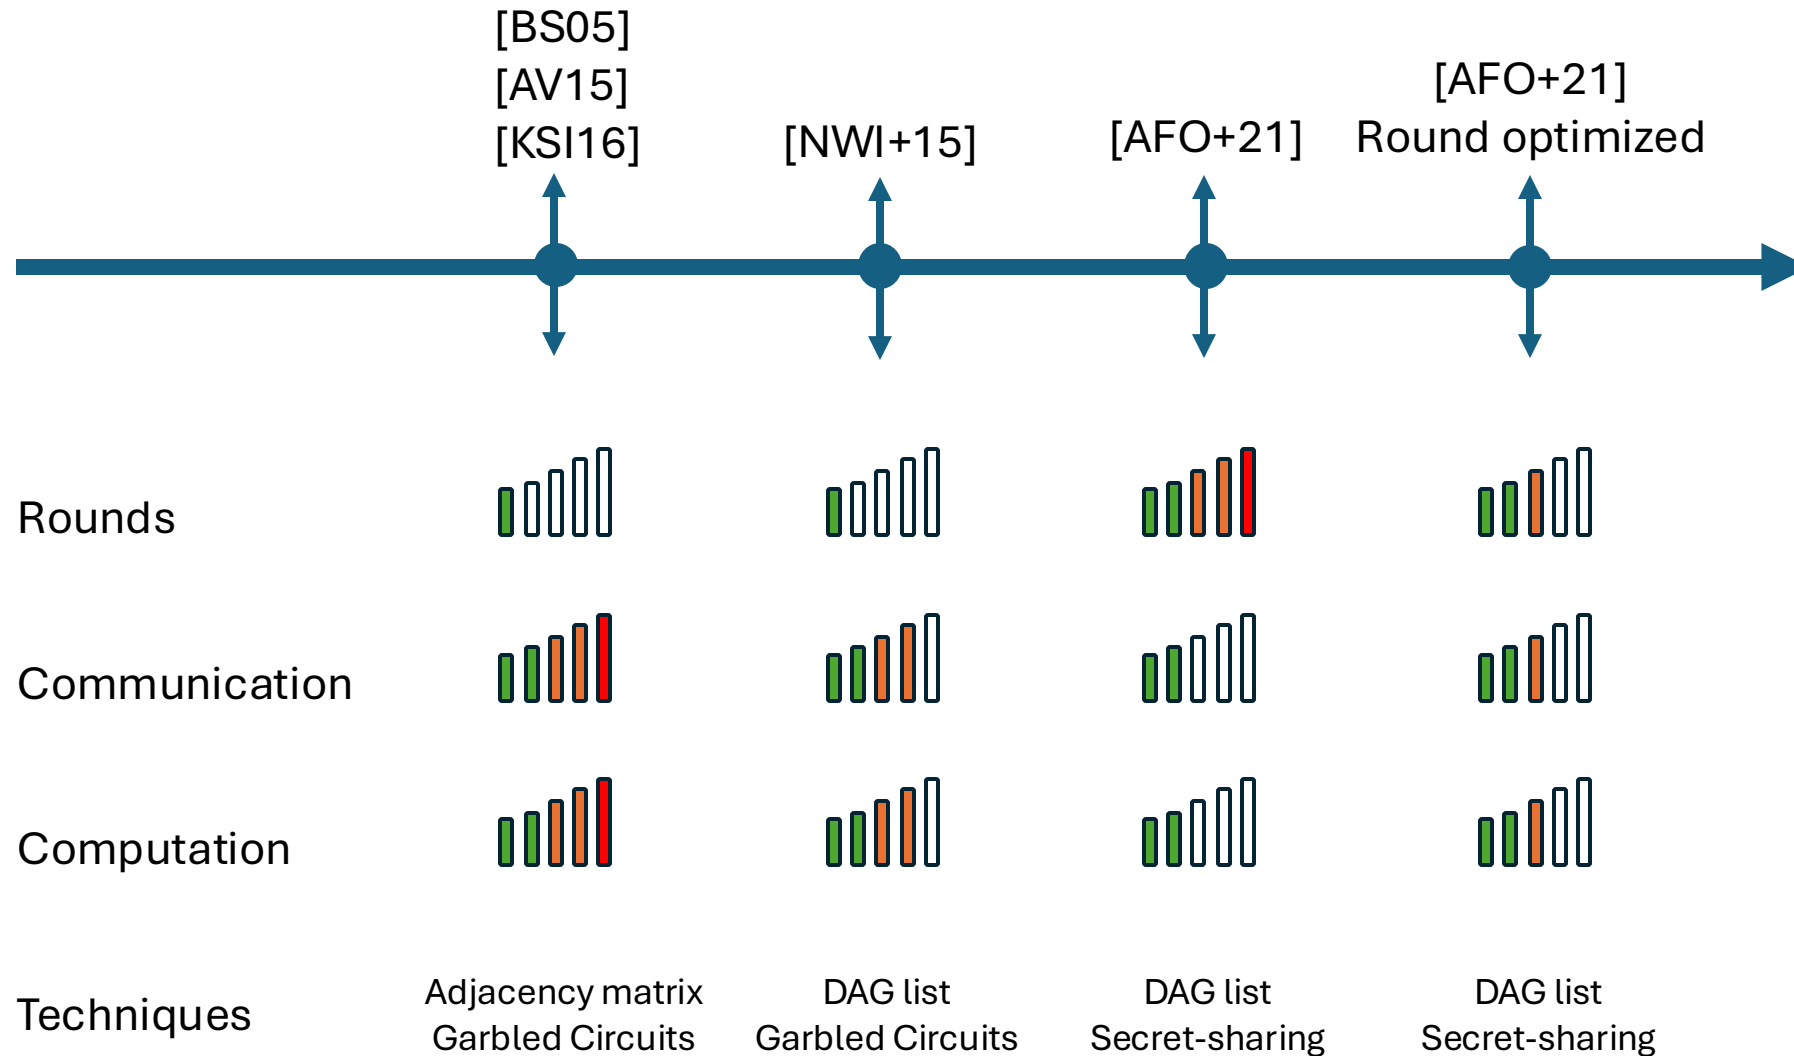 [BS05]
[AV15]
[KSI16]
[NWI+15]
[AFO+21]
[AFO+21]
Round optimized
Rounds
Communication
Computation
Techniques
Adjacency matrix
Garbled Circuits
DAG list
Garbled Circuits
DAG list
Secret-sharing
DAG list
Secret-sharing